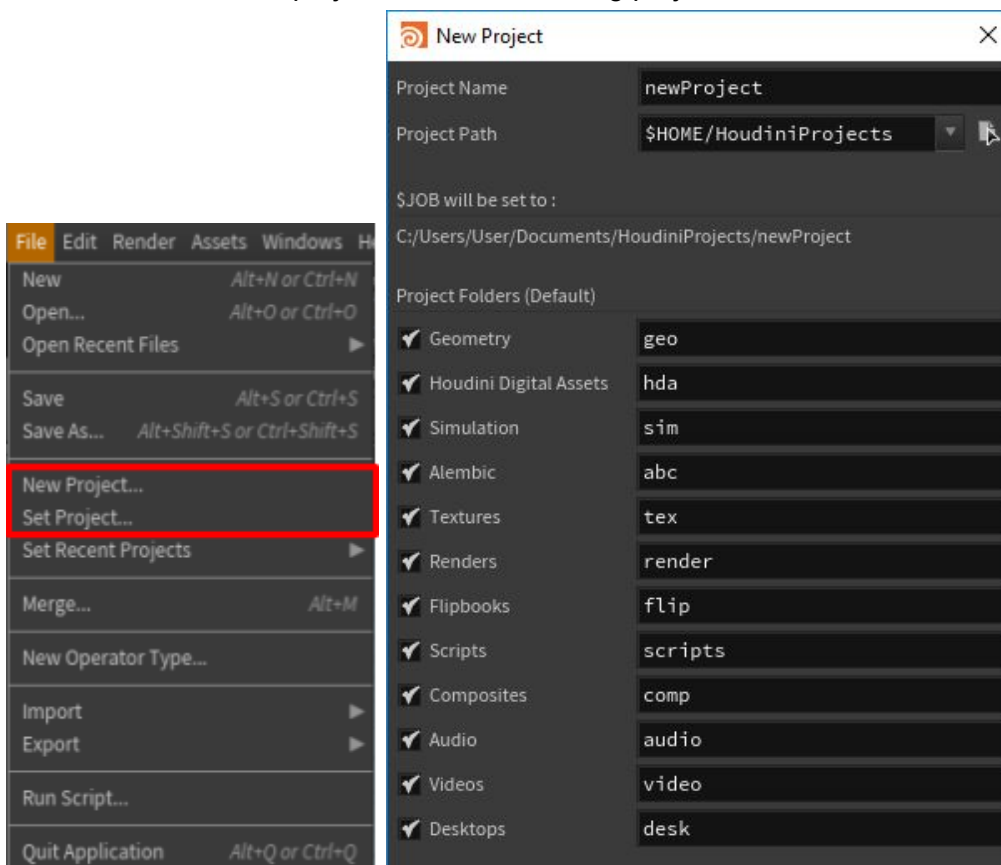 New Project
Project Name newProject
Project Path $HOME/HoudiniProjects
$JOB will be set to :
C:/Users/User/Documents/HoudiniProjects/newProject
Project Folders (Default)
Geometry geo
Houdini Digital Assets hda
Simulation sim
Alembic abc
Textures tex
Renders render
Flipbooks flip
Scripts scripts
Composites comp
Audio audio
Videos video
Desktops desk
File Edit Render Assets Windows
New Alt+N or Ctrl+N
Open... Alt+O or Ctrl+O
Open Recent Files
Save Alt+S or Ctrl+S
Save As... Alt+Shift+S or Ctrl+Shift+S
New Project...
Set Project...
Set Recent Projects
Merge... Alt+M
New Operator Type...
Import
Export
Run Script...
Quit Application Alt+Q or Ctrl+Q